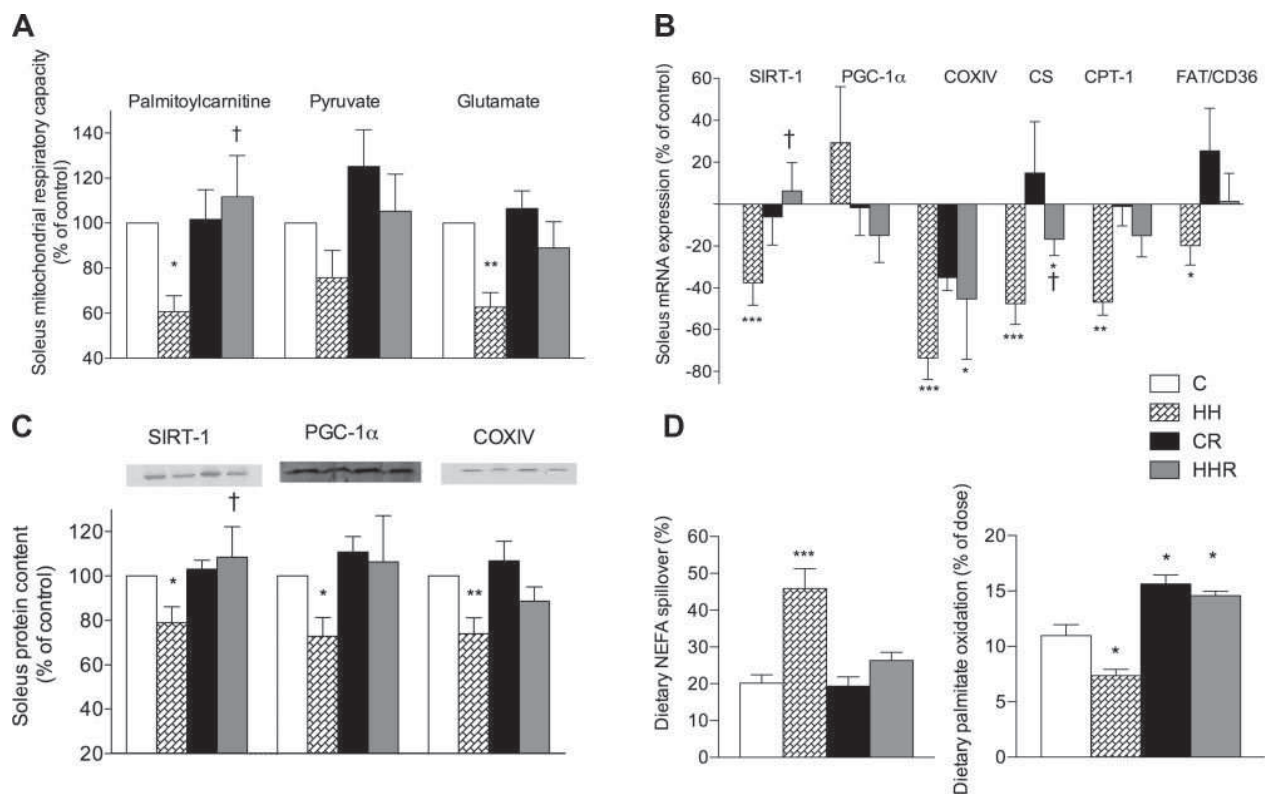 A
Soleus mitochondrial respiratory capacity
(% of control)
Palmitoylcarnitine Pyruvate Glutamate
†
140
120
100
80
60
40
* **
B
Soleus mRNA expression (% of control)
SIRT-1 PGC-1α COXIV CS CPT-1 FAT/CD36
60
40
20
-20
-40
-60
-80
†
*
†
*
***
***
*
***
**
C
HH
CR
HHR
C
Soleus protein content
(% of control)
SIRT-1 PGC-1α COXIV
†
120
100
80
60
40
20
* * **
D
Dietary NEFA spillover (%)
60
50
40
30
20
10
0
***
Dietary palmitate oxidation (% of dose)
20
15
10
5
0
* * *